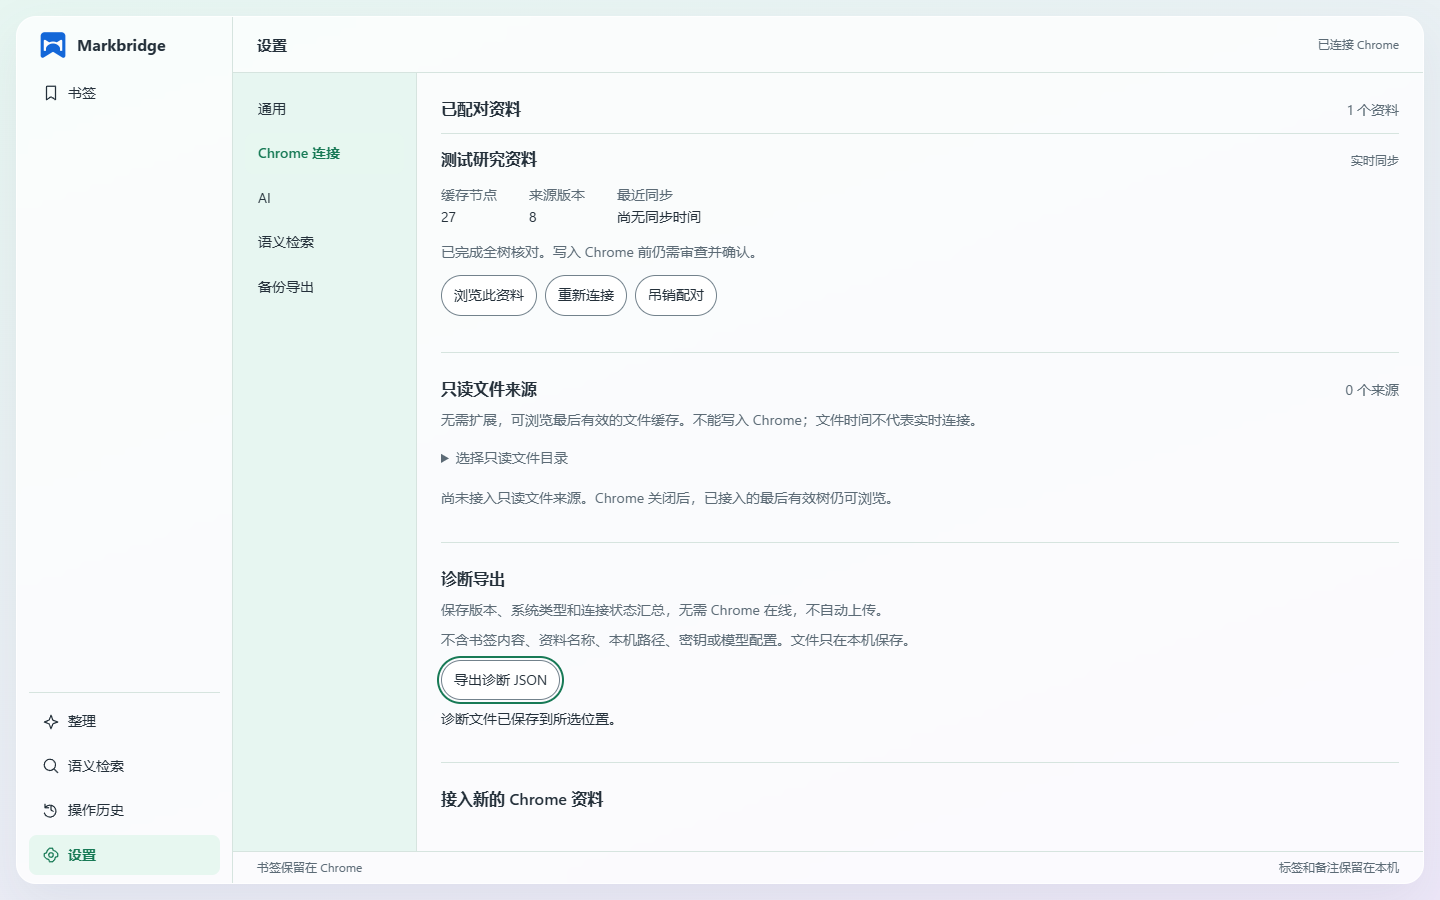 Markbridge
书签
整理
语义检索
操作历史
设置
设置
已连接 Chrome
通用
Chrome 连接
AI
语义检索
备份导出
已配对资料
1 个资料
测试研究资料
实时同步
缓存节点 来源版本 最近同步
27 8 尚无同步时间
已完成全树核对。写入 Chrome 前仍需审查并确认。
浏览此资料 重新连接 吊销配对
只读文件来源
0 个来源
无需扩展，可浏览最后有效的文件缓存。不能写入 Chrome；文件时间不代表实时连接。
选择只读文件目录
尚未接入只读文件来源。Chrome 关闭后，已接入的最后有效树仍可浏览。
诊断导出
保存版本、系统类型和连接状态汇总，无需 Chrome 在线，不自动上传。
不含书签内容、资料名称、本机路径、密钥或模型配置。文件只在本机保存。
导出诊断 JSON
诊断文件已保存到所选位置。
接入新的 Chrome 资料
书签保留在 Chrome
标签和备注保留在本机